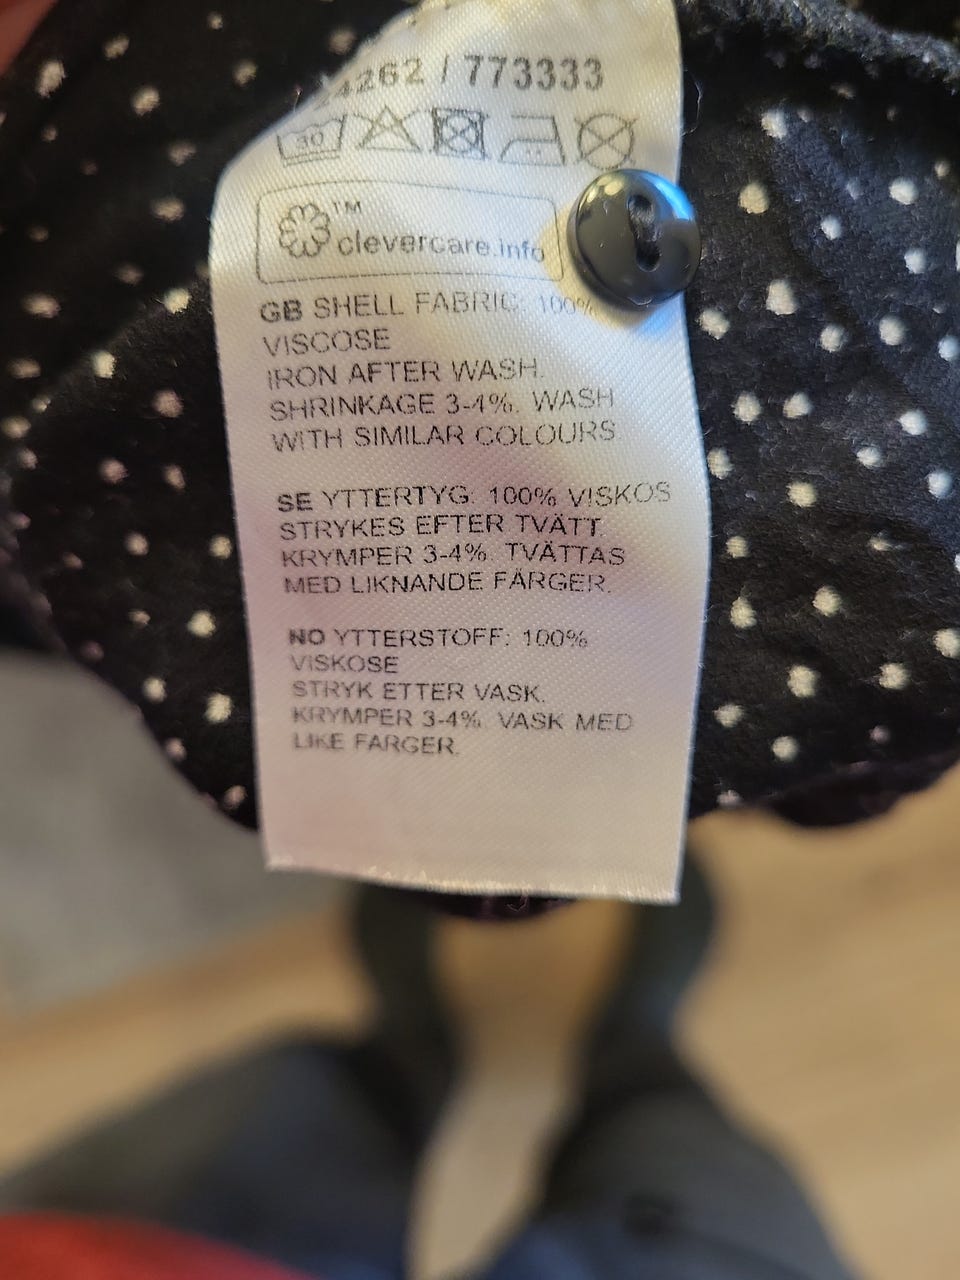 4262 / 773333
30
TM
clevercare.info
GB SHELL FABRIC: 100%
VISCOSE
IRON AFTER WASH.
SHRINKAGE 3-4%. WASH
WITH SIMILAR COLOURS.
SE YTTERTYG: 100% VISKOS
STRYKES EFTER TVÄTT.
KRYMPER 3-4%. TVÄTTAS
MED LIKNANDE FÄRGER.
NO YTTERSTOFF: 100%
VISKOSE
STRYK ETTER VASK.
KRYMPER 3-4%. VASK MED
LIKE FARGER.